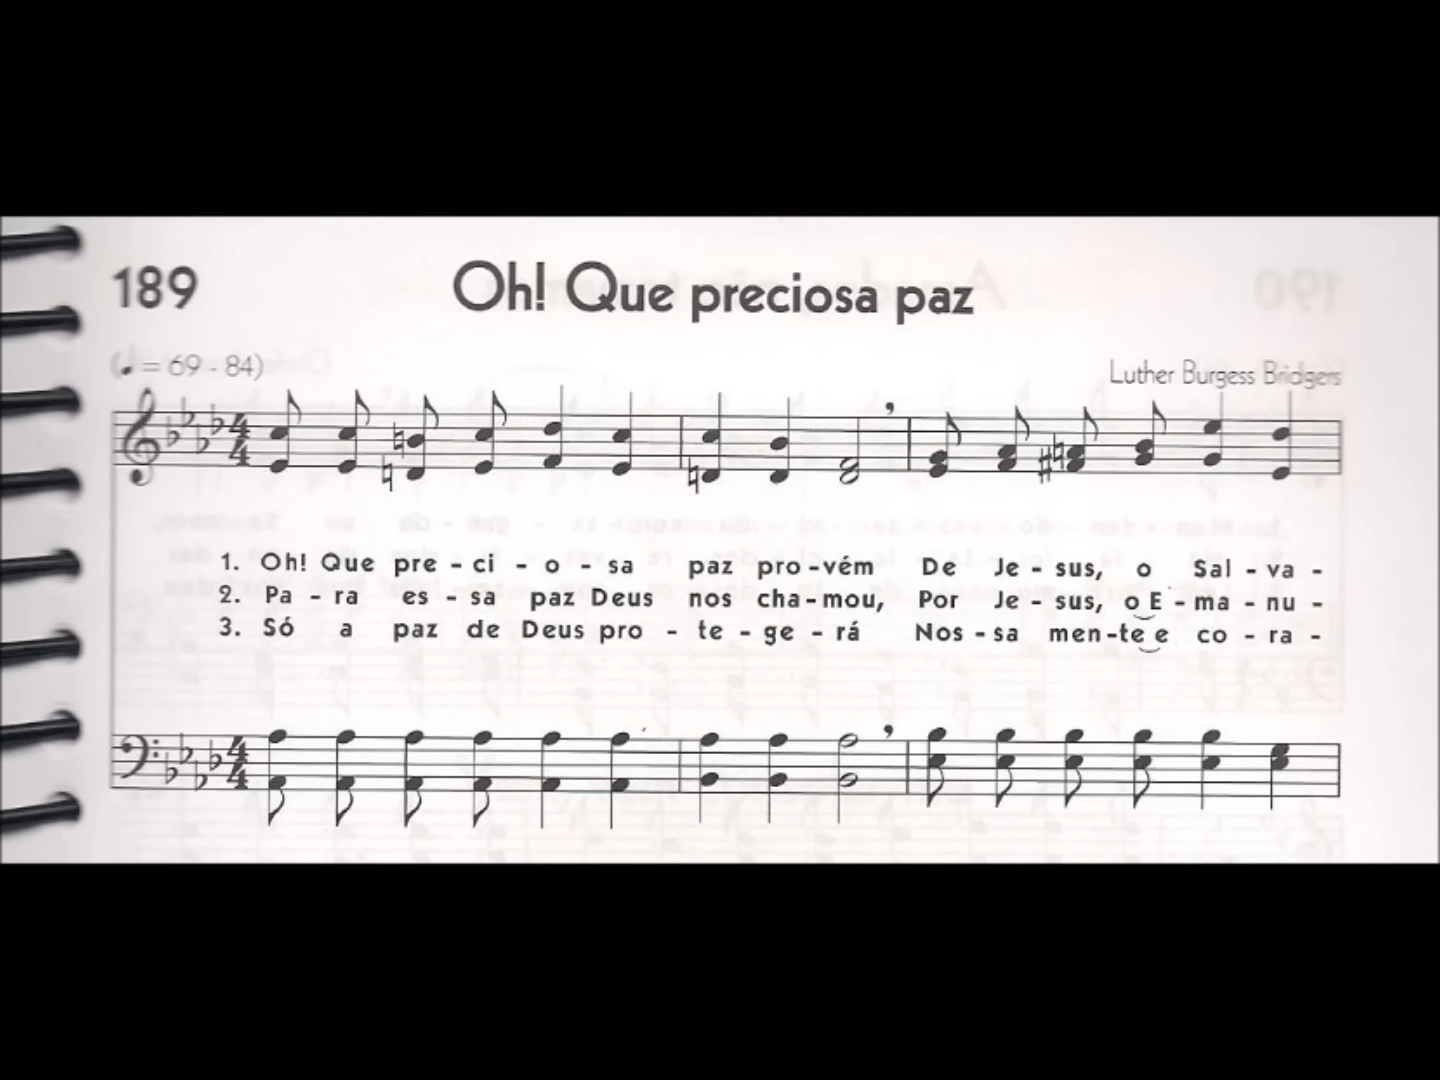 189
Oh! Que preciosa paz
(♩ = 69 - 84)
Luther Burgess Bridgers
1. Oh! Que pre - ci - o - sa paz pro-vém De Je - sus, o Sal - va -
2. Pa - ra es - sa paz Deus nos cha-mou, Por Je - sus, o‿E - ma - nu -
3. Só a paz de Deus pro - te - ge - rá Nos - sa men-te‿e co - ra -